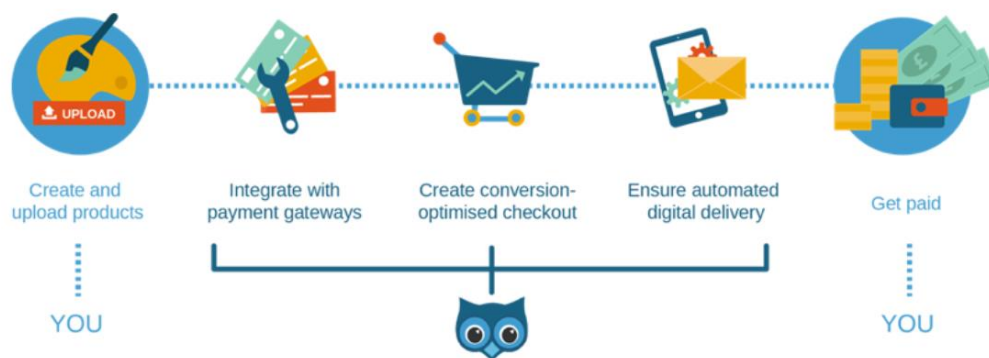 UPLOAD
Create and
upload products
Integrate with
payment gateways
Create conversion-
optimised checkout
Ensure automated
digital delivery
Get paid
YOU
YOU